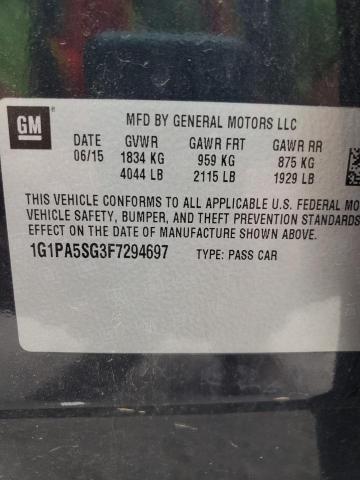 GM
MFD BY GENERAL MOTORS LLC
DATE GVWR GAWR FRT GAWR RR
06/15 1834 KG 959 KG 875 KG
4044 LB 2115 LB 1929 LB
THIS VEHICLE CONFORMS TO ALL APPLICABLE U.S. FEDERAL MO
VEHICLE SAFETY, BUMPER, AND THEFT PREVENTION STANDARDS
EFFECT ON THE DATE OF MANUFACTURE SHOWN ABOVE.
1G1PA5SG3F7294697 TYPE: PASS CAR